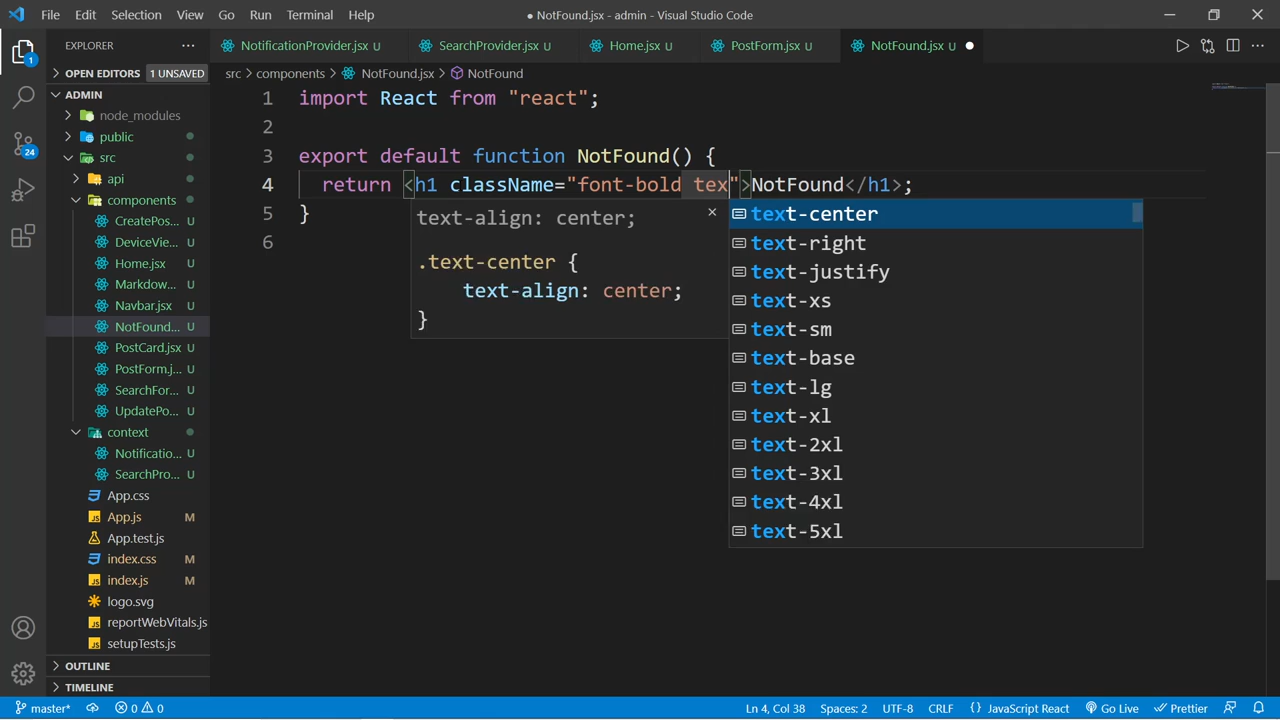 File Edit Selection View Go Run Terminal Help
● NotFound.jsx - admin - Visual Studio Code
EXPLORER
OPEN EDITORS 1 UNSAVED
ADMIN
node_modules
public
src
api
components
CreatePos... U
DeviceVie... U
Home.jsx U
Markdow... U
Navbar.jsx U
NotFound... U
PostCard.jsx U
PostForm.j... U
SearchFor... U
UpdatePo... U
context
Notificatio... U
SearchPro... U
App.css
App.js M
App.test.js
index.css M
index.js M
logo.svg
reportWebVitals.js
setupTests.js
OUTLINE
TIMELINE
1
24
NotificationProvider.jsx U
SearchProvider.jsx U
Home.jsx U
PostForm.jsx U
NotFound.jsx U ●
src > components > NotFound.jsx > NotFound
1 import React from "react";
2
3 export default function NotFound() {
4 return <h1 className="font-bold tex">NotFound</h1>;
5 }
6
text-align: center;
.text-center {
text-align: center;
}
text-center
text-right
text-justify
text-xs
text-sm
text-base
text-lg
text-xl
text-2xl
text-3xl
text-4xl
text-5xl
master* 0 0 Ln 4, Col 38 Spaces: 2 UTF-8 CRLF { } JavaScript React Go Live Prettier